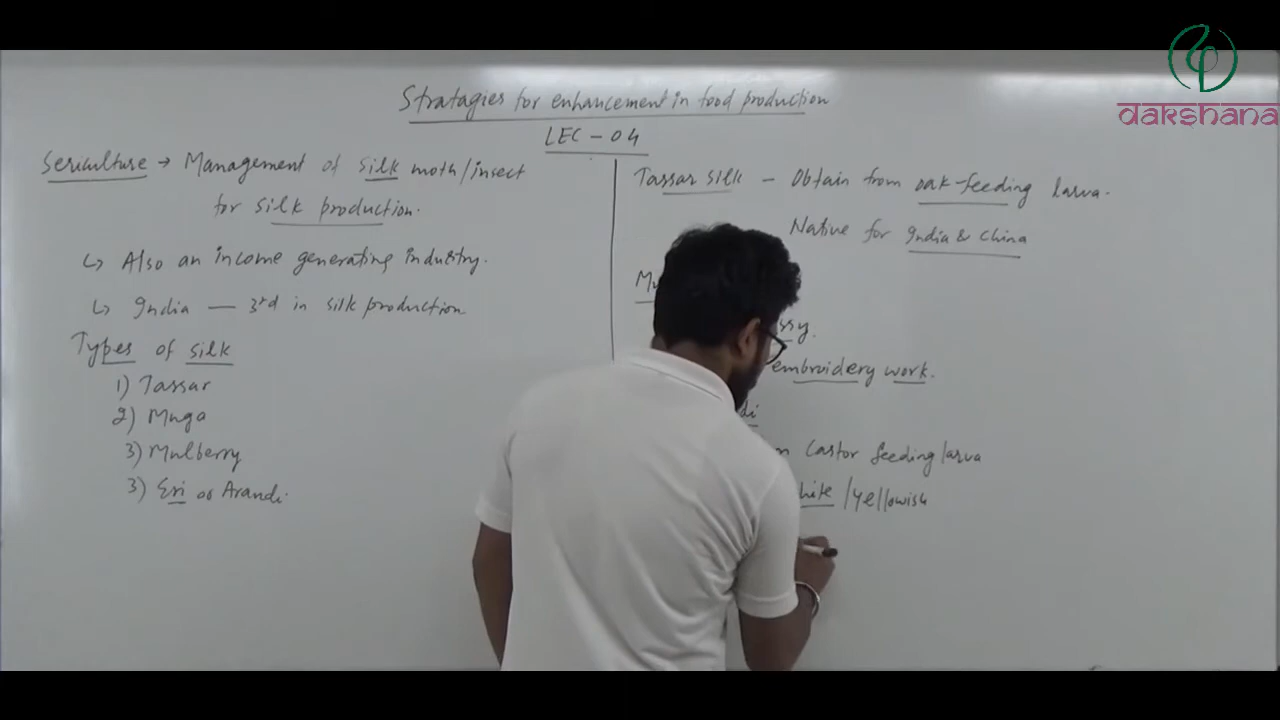 dakshana
Stratagies for enhancement in food production
LEC - 04
Sericulture → Management of silk moth/insect
for silk production.
↳ Also an income generating industry.
↳ India — 3rd in silk production
Types of silk
1) Tassar
2) Muga
3) Mulberry
3) Eri or Arandi.
Tassar silk - Obtain from oak-feeding larva.
Native for India & China
embroidery work.
Castor feeding larva
/yellowish